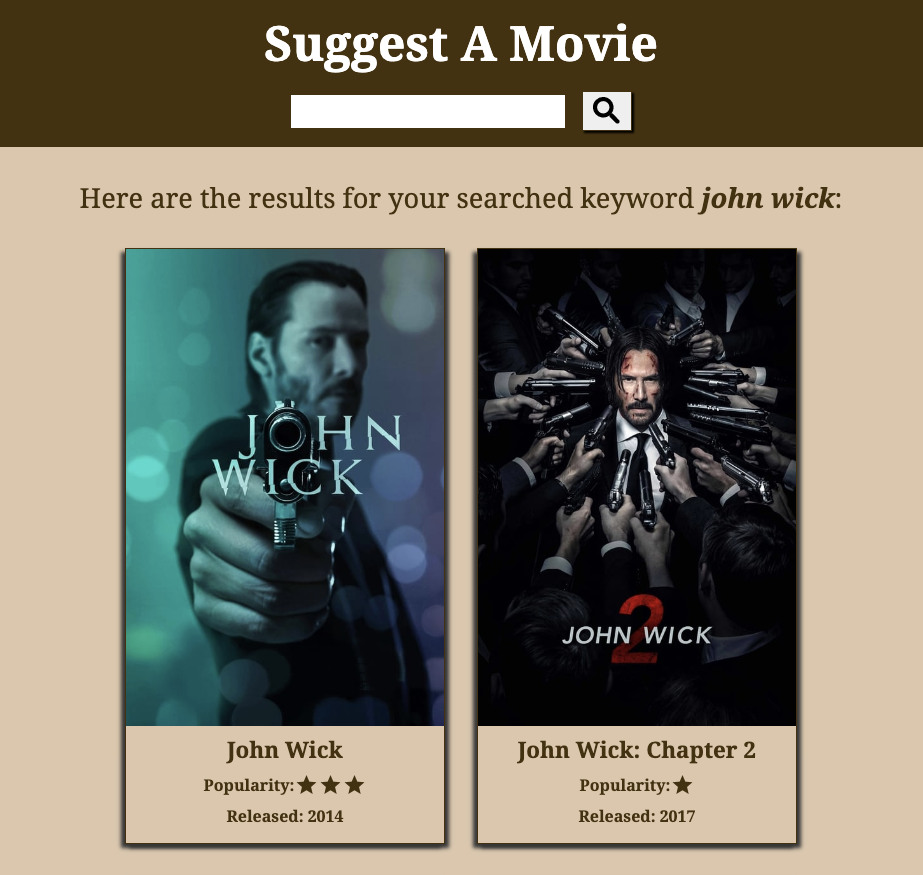 Suggest A Movie
Here are the results for your searched keyword john wick:
JOHN
WICK
2
JOHN WICK
John Wick
Popularity: ★ ★ ★
Released: 2014
John Wick: Chapter 2
Popularity: ★
Released: 2017